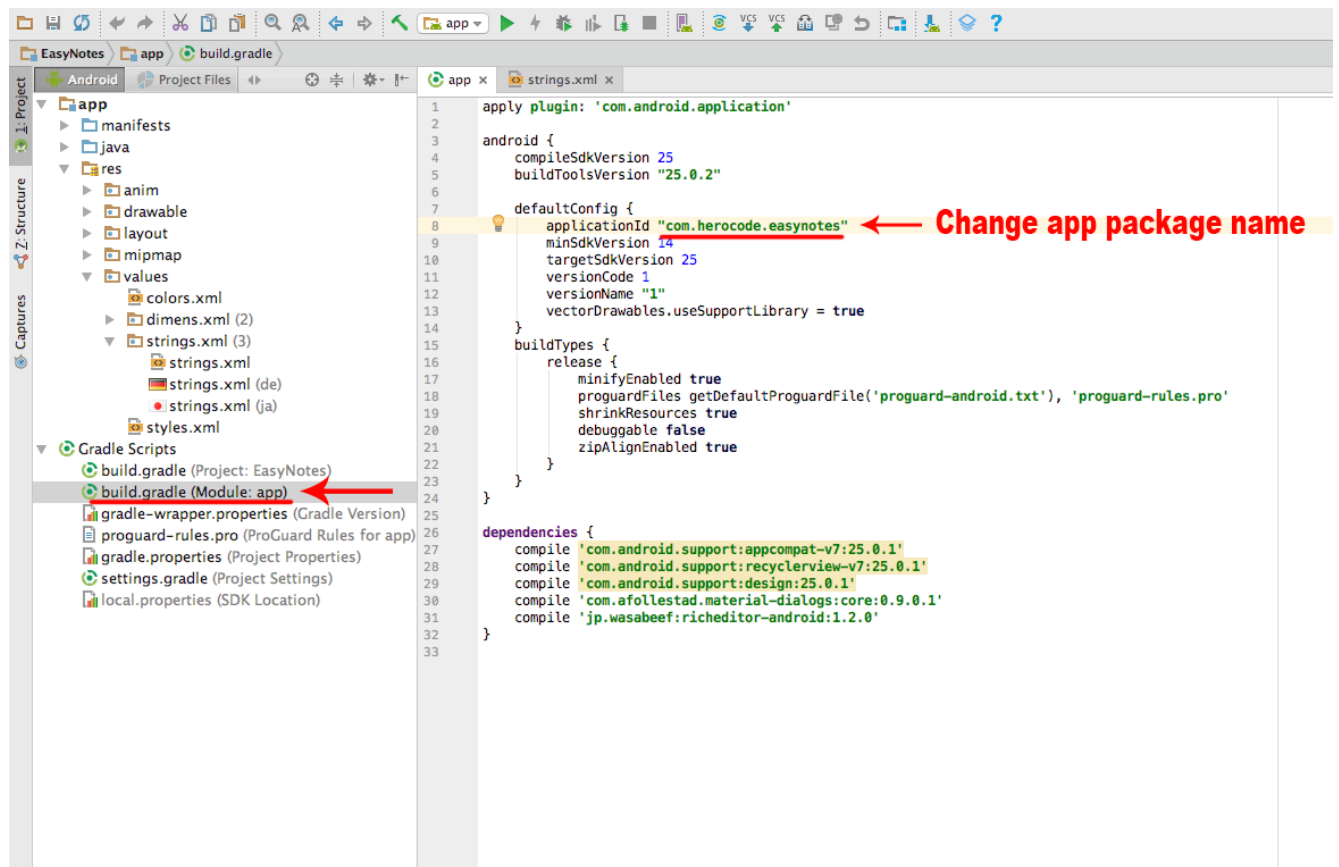 app
VCS VCS
?
EasyNotes app build.gradle
Android Project Files
app strings.xml
1: Project
Z: Structure
Captures
app
manifests
java
res
anim
drawable
layout
mipmap
values
colors.xml
dimens.xml (2)
strings.xml (3)
strings.xml
strings.xml (de)
strings.xml (ja)
styles.xml
Gradle Scripts
build.gradle (Project: EasyNotes)
build.gradle (Module: app)
gradle-wrapper.properties (Gradle Version)
proguard-rules.pro (ProGuard Rules for app)
gradle.properties (Project Properties)
settings.gradle (Project Settings)
local.properties (SDK Location)
1 apply plugin: 'com.android.application'
2
3 android {
4 compileSdkVersion 25
5 buildToolsVersion "25.0.2"
6
7 defaultConfig {
8 applicationId "com.herocode.easynotes"
Change app package name
9 minSdkVersion 14
10 targetSdkVersion 25
11 versionCode 1
12 versionName "1"
13 vectorDrawables.useSupportLibrary = true
14 }
15 buildTypes {
16 release {
17 minifyEnabled true
18 proguardFiles getDefaultProguardFile('proguard-android.txt'), 'proguard-rules.pro'
19 shrinkResources true
20 debuggable false
21 zipAlignEnabled true
22 }
23 }
24 }
25
26 dependencies {
27 compile 'com.android.support:appcompat-v7:25.0.1'
28 compile 'com.android.support:recyclerview-v7:25.0.1'
29 compile 'com.android.support:design:25.0.1'
30 compile 'com.afollestad.material-dialogs:core:0.9.0.1'
31 compile 'jp.wasabeef:richeditor-android:1.2.0'
32 }
33